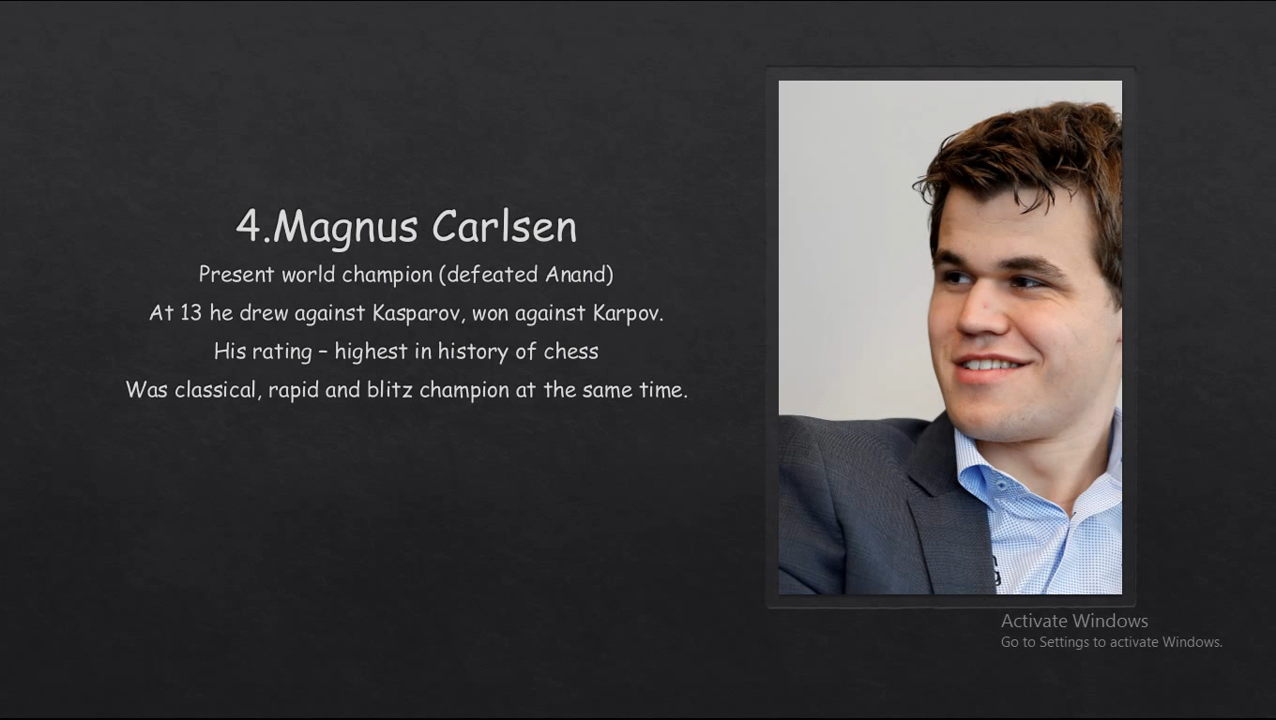 4.Magnus Carlsen
Present world champion (defeated Anand)
At 13 he drew against Kasparov, won against Karpov.
His rating – highest in history of chess
Was classical, rapid and blitz champion at the same time.
Activate Windows
Go to Settings to activate Windows.